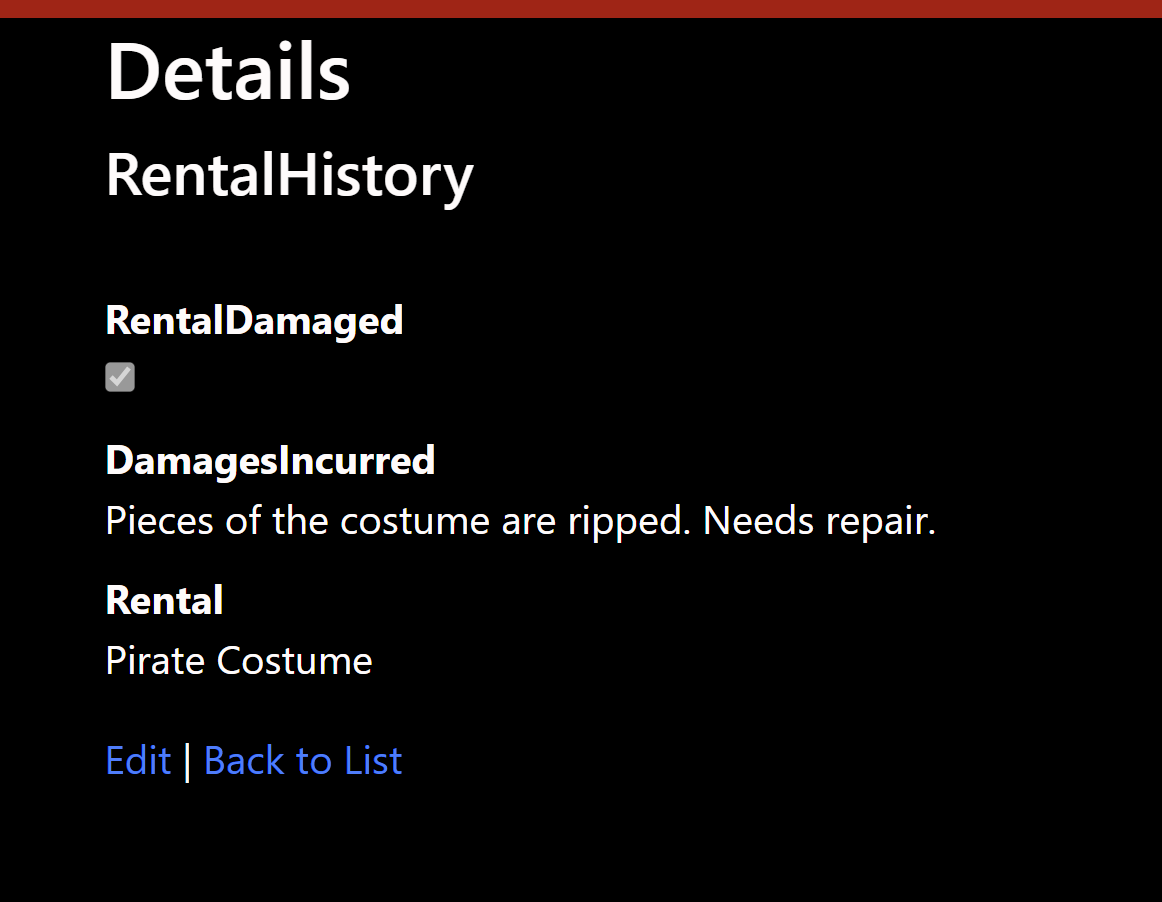 Details
RentalHistory
RentalDamaged
DamagesIncurred
Pieces of the costume are ripped. Needs repair.
Rental
Pirate Costume
Edit | Back to List